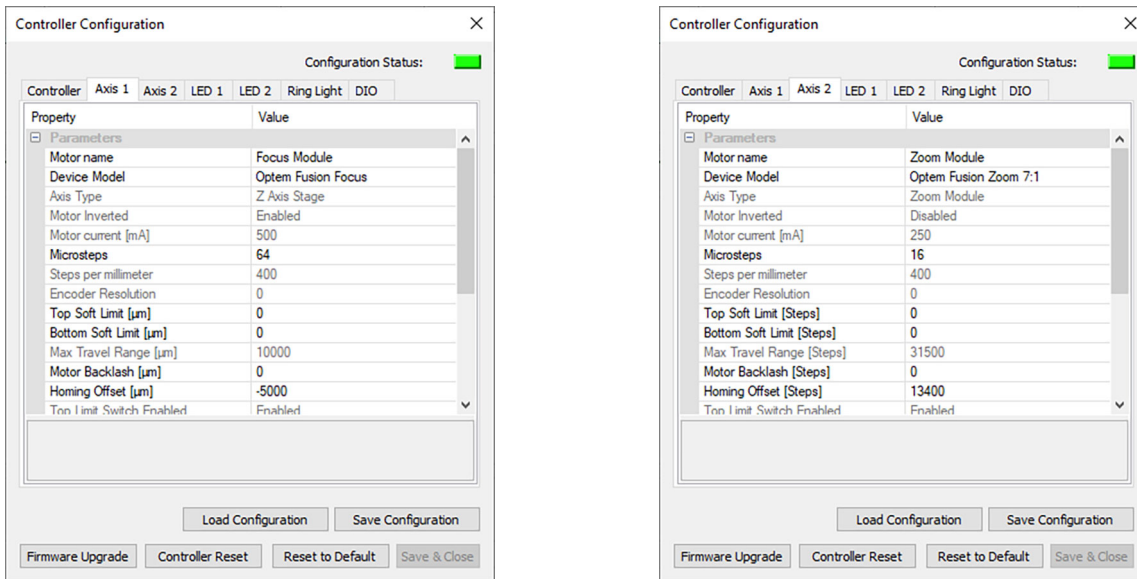 Controller Configuration
Configuration Status:
Controller Axis 1 Axis 2 LED 1 LED 2 Ring Light DIO
Property Value
Parameters
Motor name Focus Module
Device Model Optem Fusion Focus
Axis Type Z Axis Stage
Motor Inverted Enabled
Motor current [mA] 500
Microsteps 64
Steps per millimeter 400
Encoder Resolution 0
Top Soft Limit [µm] 0
Bottom Soft Limit [µm] 0
Max Travel Range [µm] 10000
Motor Backlash [µm] 0
Homing Offset [µm] -5000
Top Limit Switch Enabled Enabled
Load Configuration Save Configuration
Firmware Upgrade Controller Reset Reset to Default Save & Close
Controller Configuration
Configuration Status:
Controller Axis 1 Axis 2 LED 1 LED 2 Ring Light DIO
Property Value
Parameters
Motor name Zoom Module
Device Model Optem Fusion Zoom 7:1
Axis Type Zoom Module
Motor Inverted Disabled
Motor current [mA] 250
Microsteps 16
Steps per millimeter 400
Encoder Resolution 0
Top Soft Limit [Steps] 0
Bottom Soft Limit [Steps] 0
Max Travel Range [Steps] 31500
Motor Backlash [Steps] 0
Homing Offset [Steps] 13400
Top Limit Switch Enabled Enabled
Load Configuration Save Configuration
Firmware Upgrade Controller Reset Reset to Default Save & Close